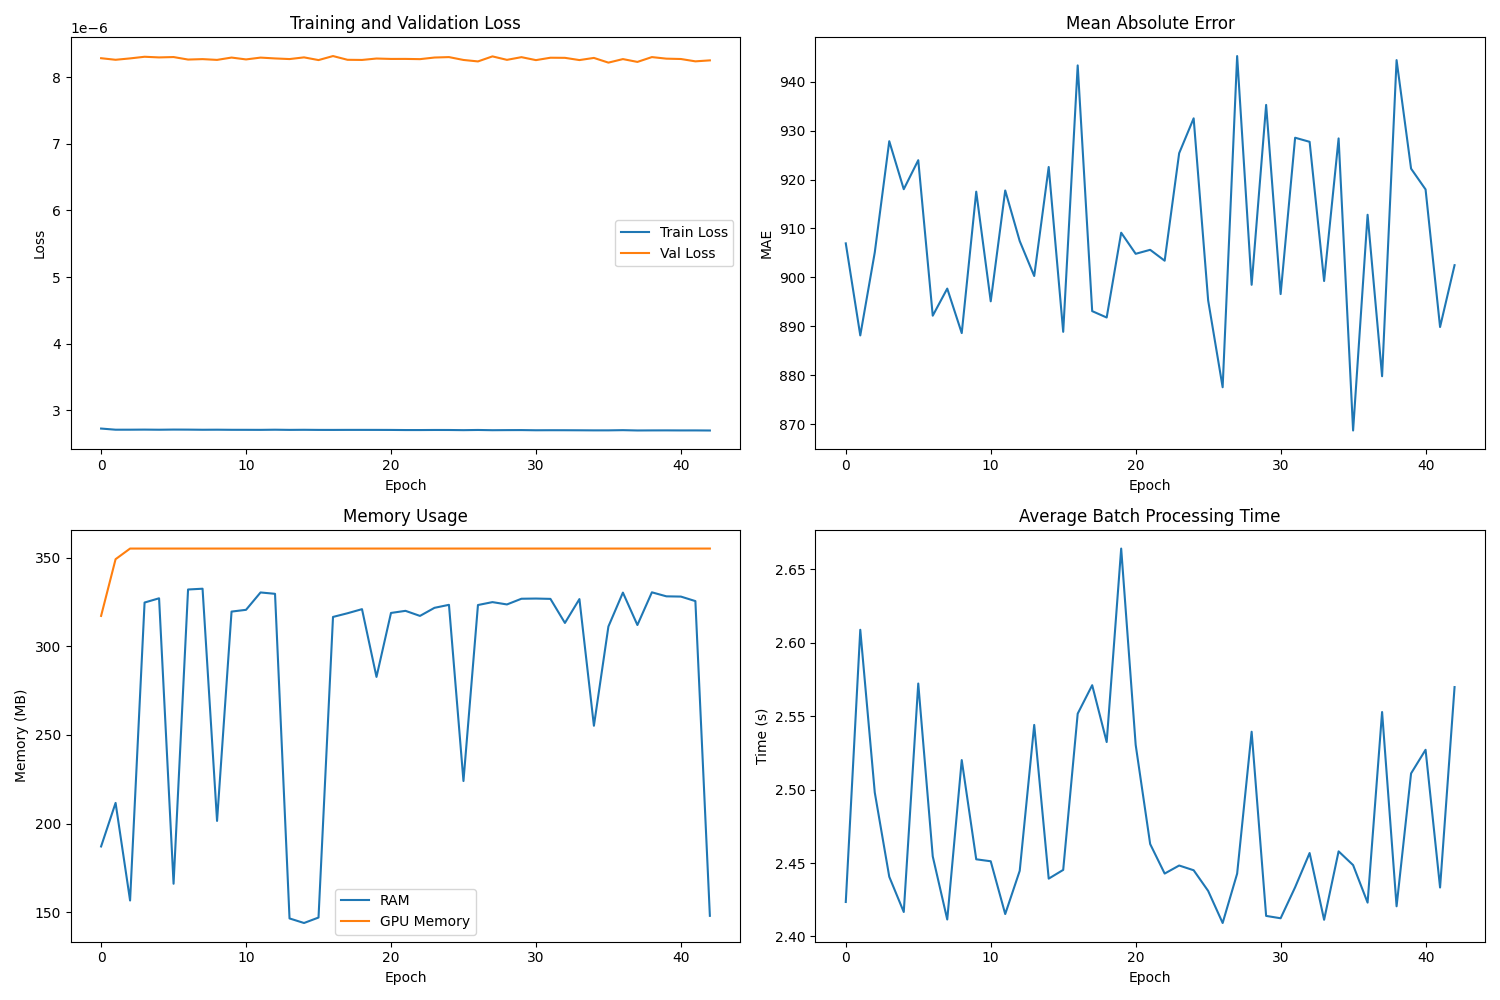 Training and Validation Loss
1e−6
8
7
6
5
4
3
Loss
Train Loss
Val Loss
0
10
20
30
40
Epoch
Mean Absolute Error
940
930
920
910
900
890
880
870
MAE
0
10
20
30
40
Epoch
Memory Usage
350
300
250
200
150
Memory (MB)
RAM
GPU Memory
0
10
20
30
40
Epoch
Average Batch Processing Time
2.65
2.60
2.55
2.50
2.45
2.40
Time (s)
0
10
20
30
40
Epoch